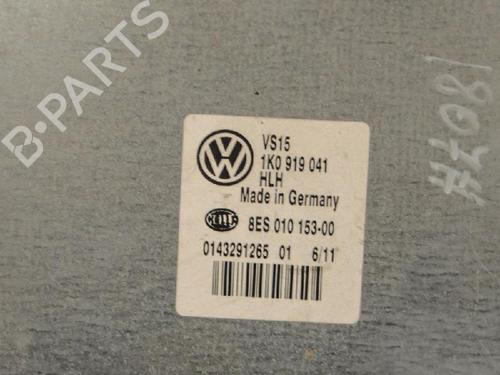 B-PARTS
VS15
1K0 919 041
HLH
Made in Germany
8ES 010 153-00
0143291265 01 6/11